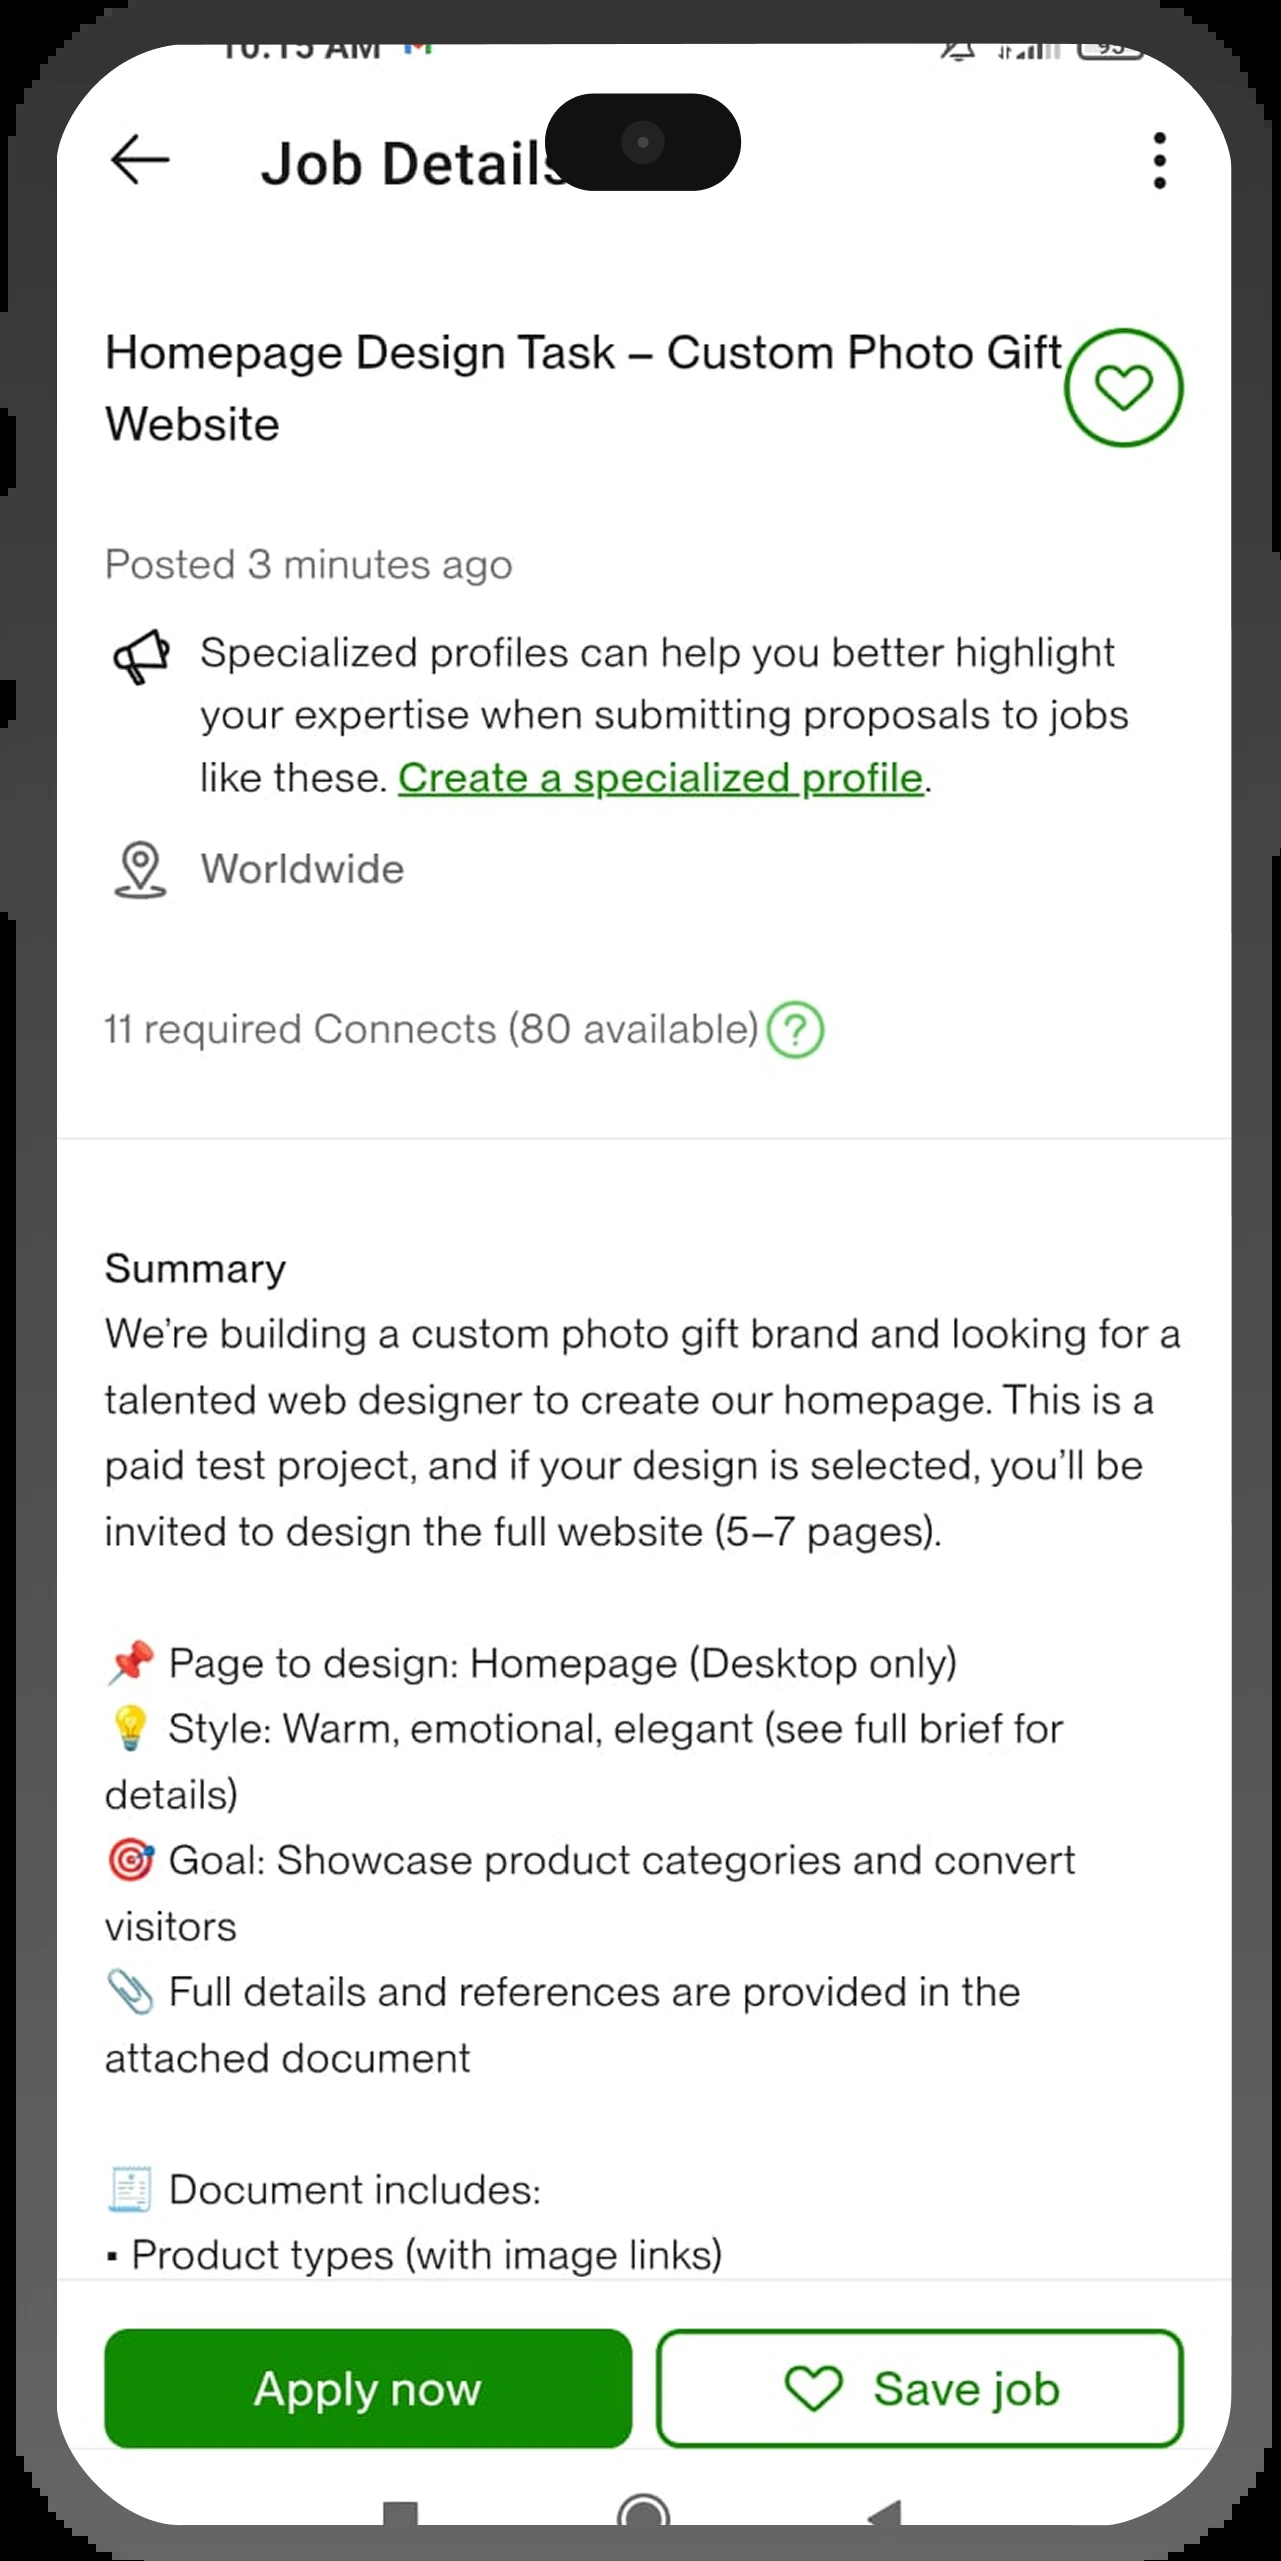 10:15 AM
Job Details
Homepage Design Task – Custom Photo Gift
Website
Posted 3 minutes ago
Specialized profiles can help you better highlight
your expertise when submitting proposals to jobs
like these. Create a specialized profile.
Worldwide
11 required Connects (80 available)
?
Summary
We’re building a custom photo gift brand and looking for a
talented web designer to create our homepage. This is a
paid test project, and if your design is selected, you’ll be
invited to design the full website (5–7 pages).
📌 Page to design: Homepage (Desktop only)
💡 Style: Warm, emotional, elegant (see full brief for
details)
🎯 Goal: Showcase product categories and convert
visitors
📎 Full details and references are provided in the
attached document
🧾 Document includes:
▪ Product types (with image links)
Apply now
Save job